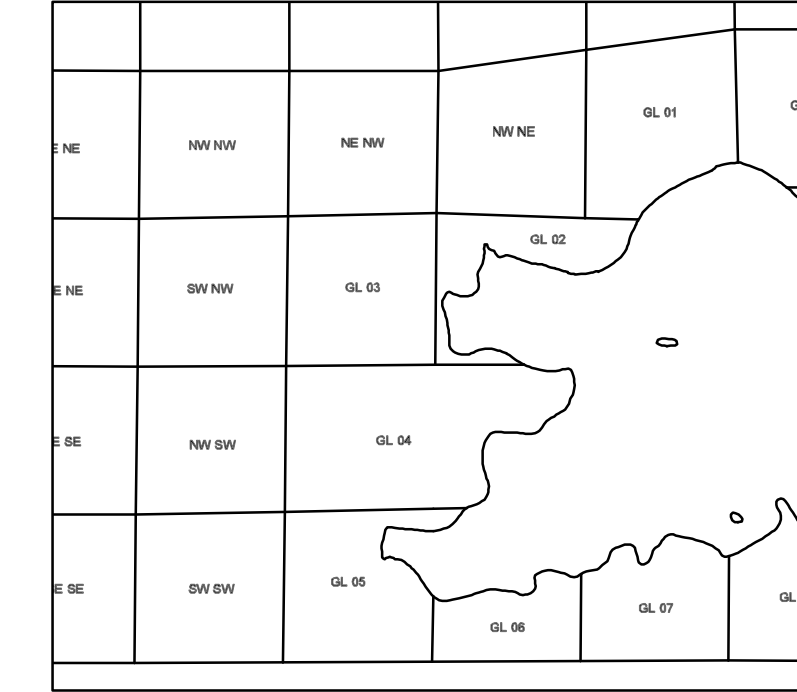 GL 01
G
NW NE
E NE
NW NW
NE NW
GL 02
E NE
SW NW
GL 03
E SE
NW SW
GL 04
E SE
SW SW
GL 05
GL
GL 07
GL 06